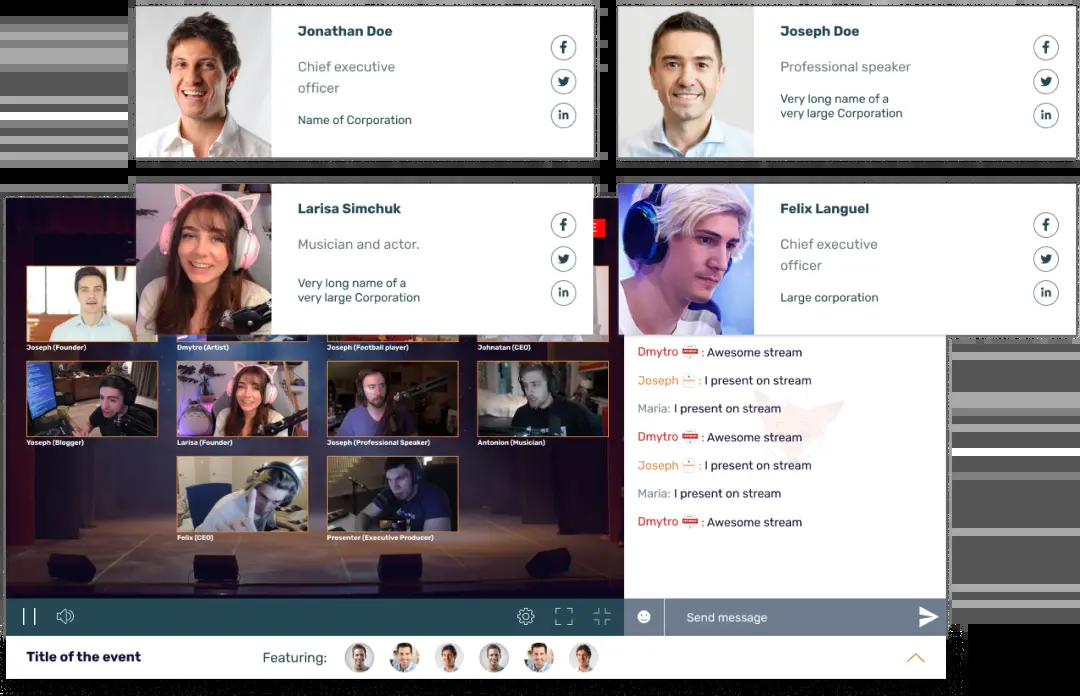 Jonathan Doe
Chief executive
officer
Name of Corporation
Joseph Doe
Professional speaker
Very long name of a
very large Corporation
Larisa Simchuk
Musician and actor.
Very long name of a
very large Corporation
Felix Languel
Chief executive
officer
Large corporation
E
Joseph (Founder)
Dmytro (Artist)
Joseph (Football player)
Johnatan (CEO)
Yoseph (Blogger)
Larisa (Founder)
Joseph (Professional Speaker)
Antonion (Musician)
Felix (CEO)
Presenter (Executive Producer)
Dmytro : Awesome stream
Joseph : I present on stream
Maria: I present on stream
Dmytro : Awesome stream
Joseph : I present on stream
Maria: I present on stream
Dmytro : Awesome stream
Send message
Title of the event
Featuring: